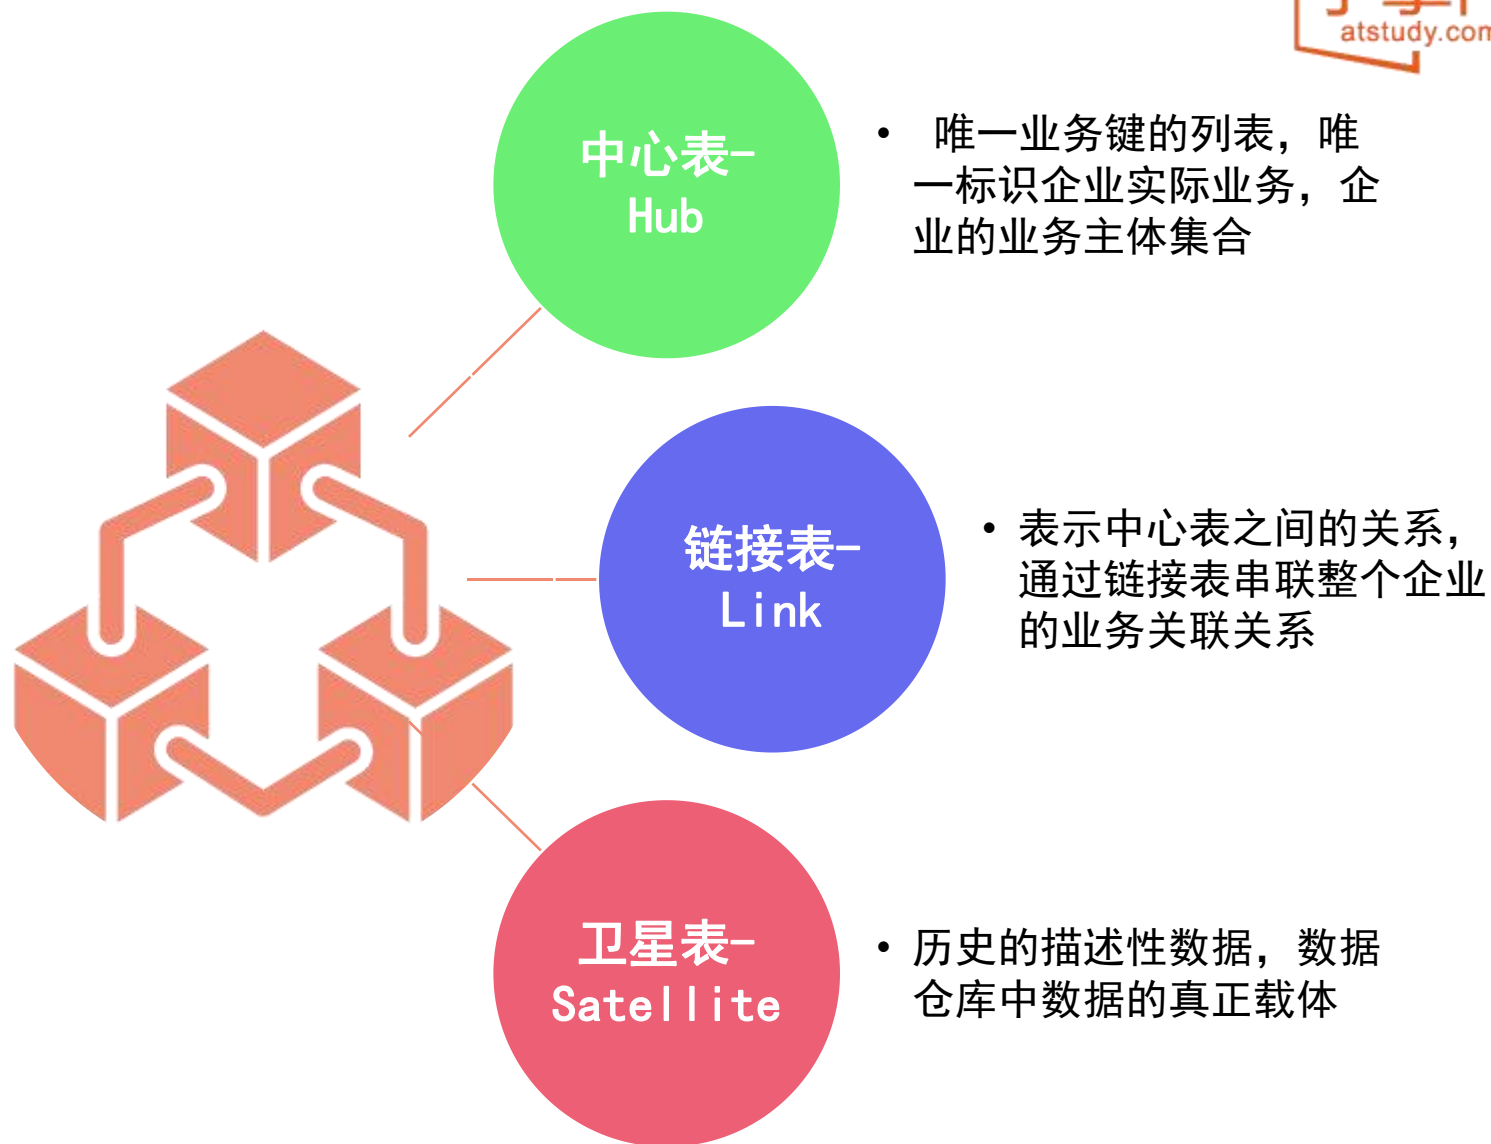 atstudy.com
中心表-
Hub
• 唯一业务键的列表，唯
一标识企业实际业务，企
业的业务主体集合
链接表-
Link
• 表示中心表之间的关系，
通过链接表串联整个企业
的业务关联关系
卫星表-
Satellite
• 历史的描述性数据，数据
仓库中数据的真正载体